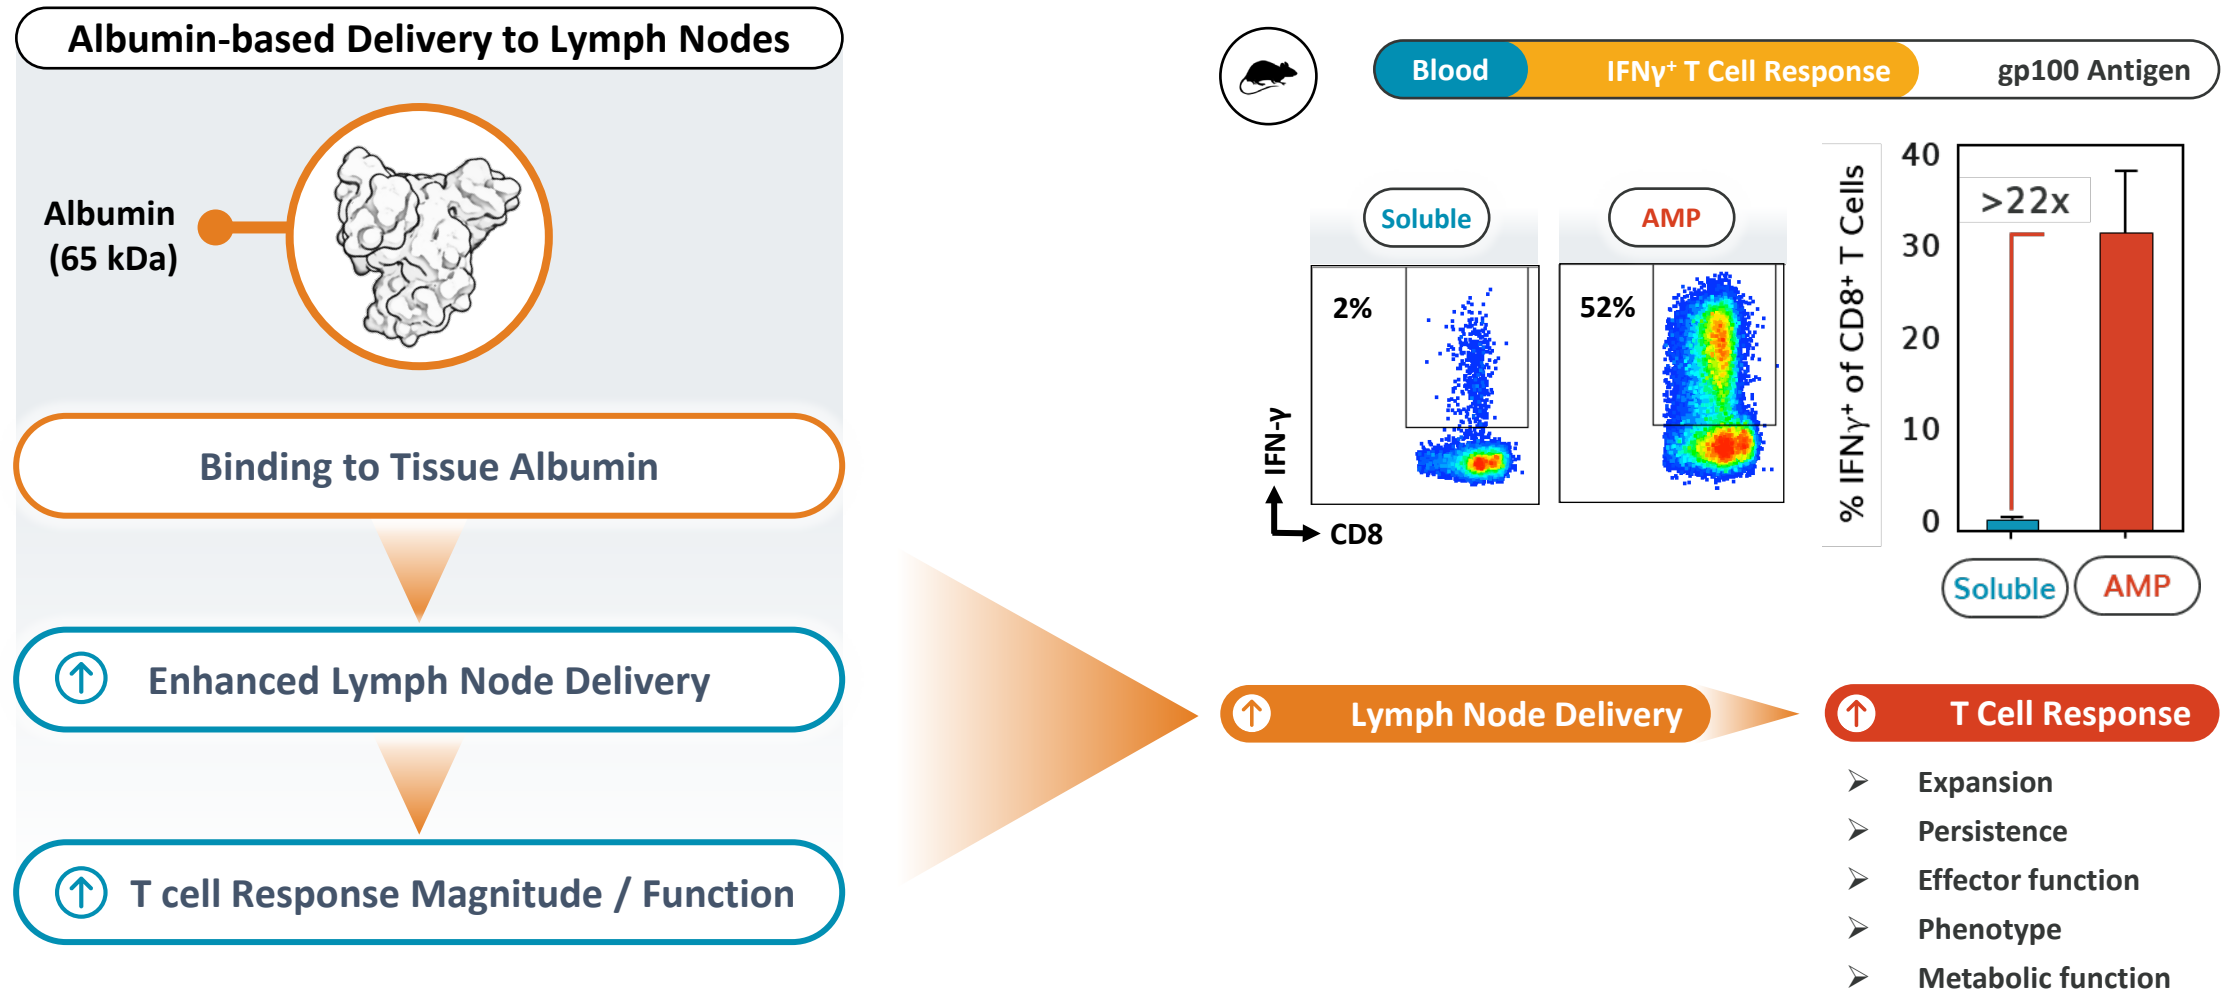 Albumin-based Delivery to Lymph Nodes
Albumin
(65 kDa)
Binding to Tissue Albumin
Enhanced Lymph Node Delivery
T cell Response Magnitude / Function
Blood
IFNγ⁺ T Cell Response
gp100 Antigen
Soluble
AMP
2%
52%
IFN-γ
CD8
% IFNγ⁺ of CD8⁺ T Cells
40
30
20
10
0
>22x
Soluble
AMP
Lymph Node Delivery
T Cell Response
➢ Expansion
➢ Persistence
➢ Effector function
➢ Phenotype
➢ Metabolic function